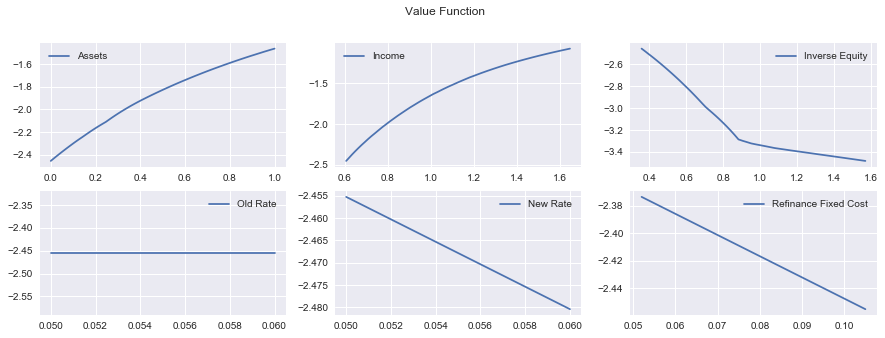 Value Function
Assets
−1.6
−1.8
−2.0
−2.2
−2.4
0.0 0.2 0.4 0.6 0.8 1.0
Income
−1.5
−2.0
−2.5
0.6 0.8 1.0 1.2 1.4 1.6
Inverse Equity
−2.6
−2.8
−3.0
−3.2
−3.4
0.4 0.6 0.8 1.0 1.2 1.4 1.6
Old Rate
−2.35
−2.40
−2.45
−2.50
−2.55
0.050 0.052 0.054 0.056 0.058 0.060
New Rate
−2.455
−2.460
−2.465
−2.470
−2.475
−2.480
0.050 0.052 0.054 0.056 0.058 0.060
Refinance Fixed Cost
−2.38
−2.40
−2.42
−2.44
0.05 0.06 0.07 0.08 0.09 0.10